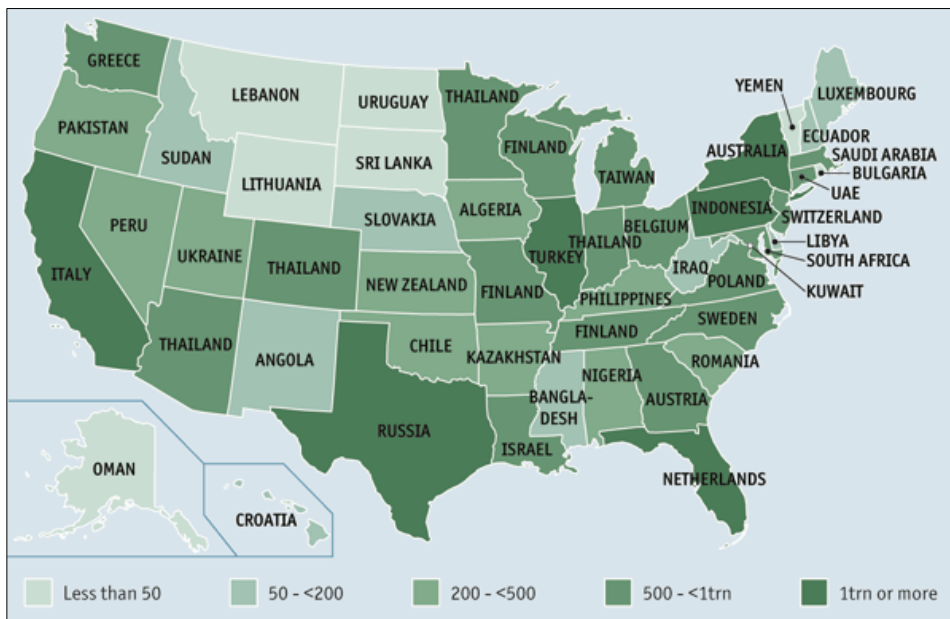 GREECE
LEBANON
URUGUAY
THAILAND
YEMEN
LUXEMBOURG
PAKISTAN
SUDAN
ECUADOR
FINLAND
AUSTRALIA
SAUDI ARABIA
SRI LANKA
BULGARIA
TAIWAN
UAE
LITHUANIA
INDONESIA
SWITZERLAND
SLOVAKIA
ALGERIA
PERU
THAILAND
BELGIUM
LIBYA
UKRAINE
TURKEY
IRAQ
SOUTH AFRICA
ITALY
THAILAND
NEW ZEALAND
FINLAND
POLAND
KUWAIT
PHILIPPINES
SWEDEN
FINLAND
THAILAND
ANGOLA
CHILE
KAZAKHSTAN
ROMANIA
NIGERIA
BANGLA-
DESH
AUSTRIA
RUSSIA
ISRAEL
OMAN
NETHERLANDS
CROATIA
Less than 50
50 - <200
200 - <500
500 - <1trn
1trn or more